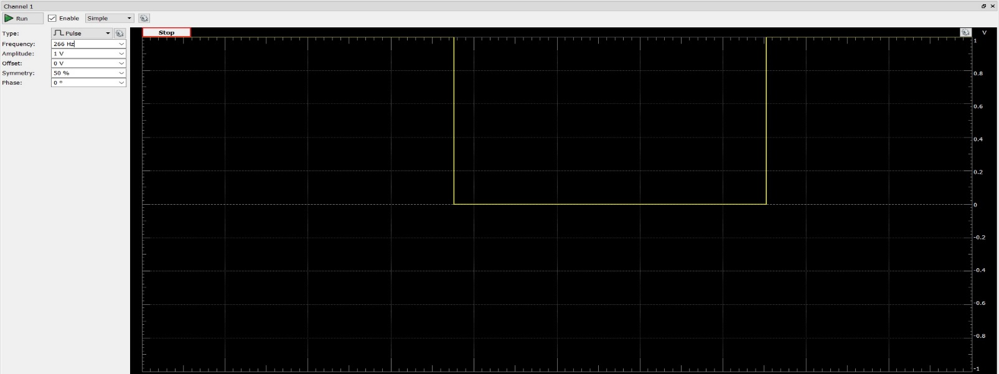 Channel 1
Run Enable Simple
Type: Pulse
Frequency: 266 Hz
Amplitude: 1 V
Offset: 0 V
Symmetry: 50 %
Phase: 0 º
Stop
V
1
0.8
0.6
0.4
0.2
0
-0.2
-0.4
-0.6
-0.8
-1